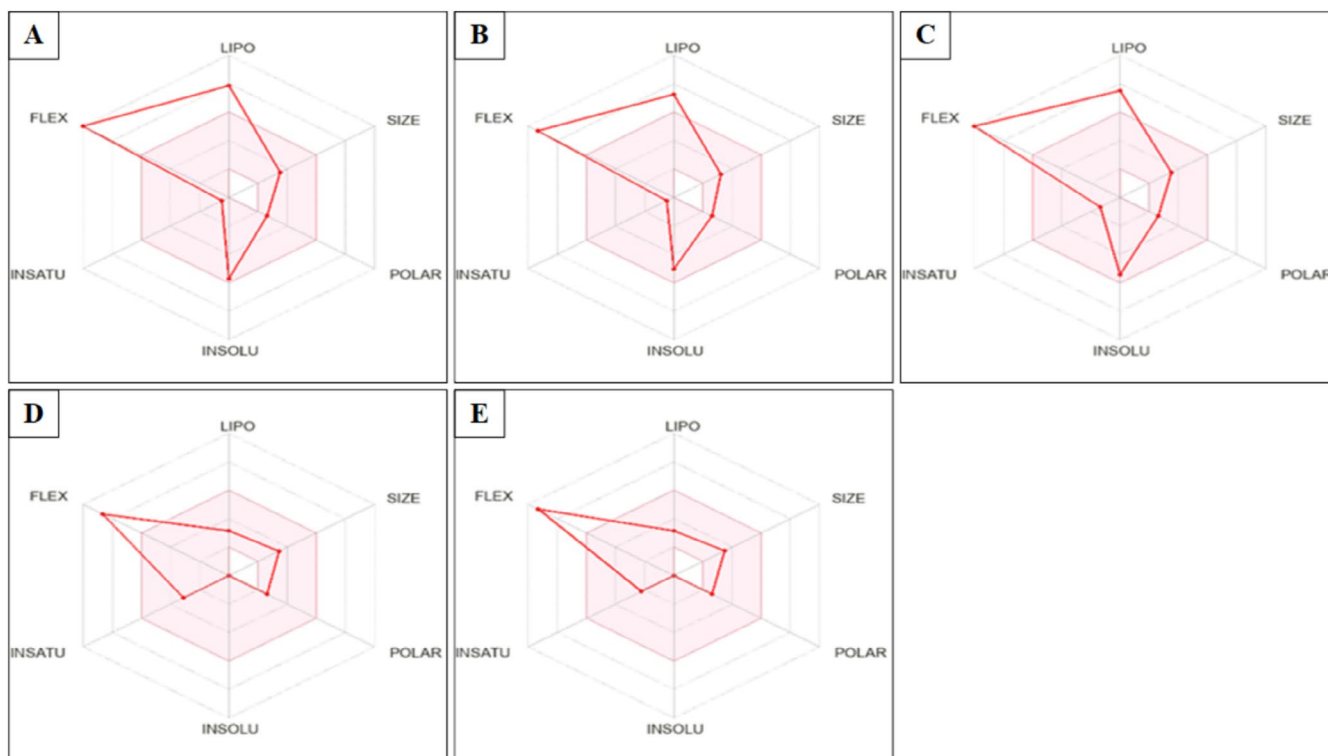 A
LIPO
FLEX
SIZE
INSATU
POLAR
INSOLU
B
LIPO
FLEX
SIZE
INSATU
POLAR
INSOLU
C
LIPO
FLEX
SIZE
INSATU
POLAR
INSOLU
D
LIPO
FLEX
SIZE
INSATU
POLAR
INSOLU
E
LIPO
FLEX
SIZE
INSATU
POLAR
INSOLU